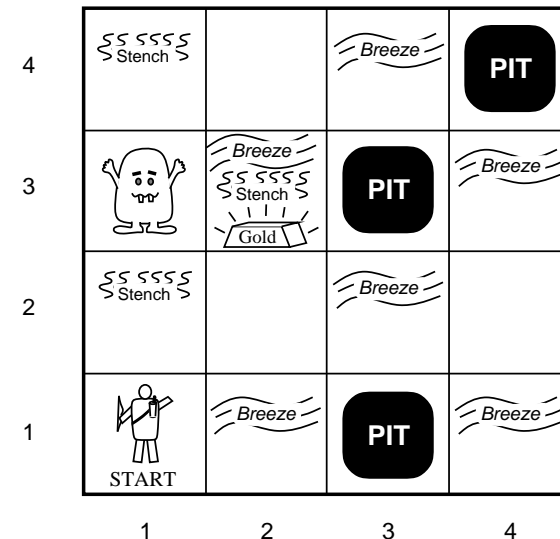 4
Stench
Breeze
PIT
3
Breeze
Stench
Gold
PIT
Breeze
2
Stench
Breeze
1
START
Breeze
PIT
Breeze
1 2 3 4